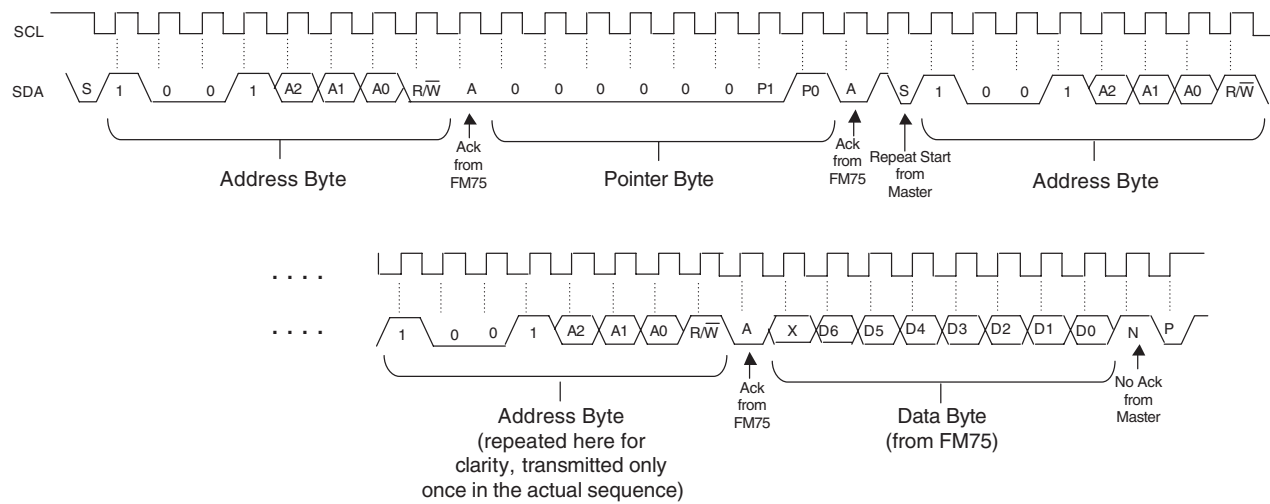 SCL
SDA S 1 0 0 1 A2 A1 A0 R/W̅ A 0 0 0 0 0 0 P1 P0 A S 1 0 0 1 A2 A1 A0 R/W̅
Address Byte
Ack
from
FM75
Pointer Byte
Ack
from
FM75
Repeat Start
from
Master
Address Byte
. . . .
. . . . 1 0 0 1 A2 A1 A0 R/W̅ A X D6 D5 D4 D3 D2 D1 D0 N P
Address Byte
(repeated here for
clarity, transmitted only
once in the actual sequence)
Ack
from
FM75
Data Byte
(from FM75)
No Ack
from
Master